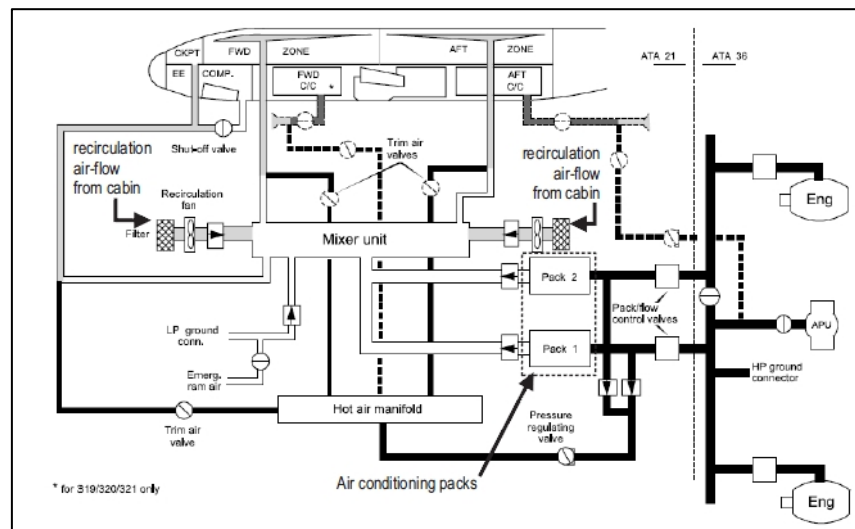 ATA 21
ATA 36
CKPT
FWD
ZONE
AFT
ZONE
EE
COMP.
FWD
C/C
*
AFT
C/C
Shut-off valve
recirculation
air-flow
from cabin
Trim air
valves
recirculation
air-flow
from cabin
Eng
Recirculation
fan
Filter
Mixer unit
Pack 2
Pack/flow
control valves
APU
LP ground
conn.
Pack 1
HP ground
connector
Emerg.
ram air
Hot air manifold
Trim air
valve
Pressure
regulating
valve
Air conditioning packs
Eng
* for 319/320/321 only